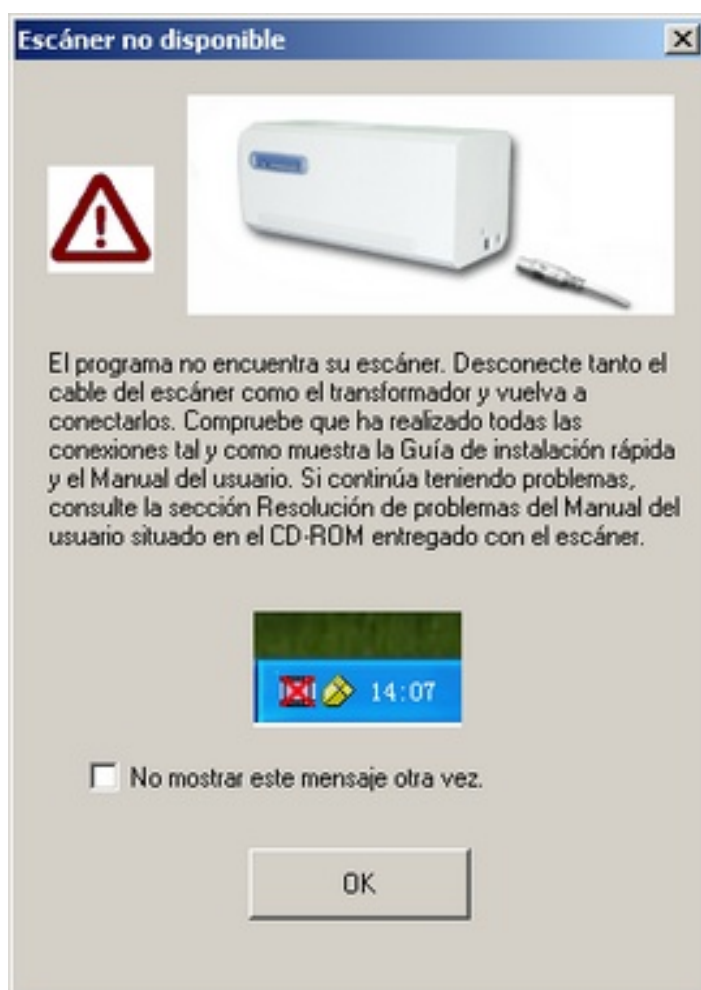 Escáner no disponible
El programa no encuentra su escáner. Desconecte tanto el
cable del escáner como el transformador y vuelva a
conectarlos. Compruebe que ha realizado todas las
conexiones tal y como muestra la Guía de instalación rápida
y el Manual del usuario. Si continúa teniendo problemas,
consulte la sección Resolución de problemas del Manual del
usuario situado en el CD-ROM entregado con el escáner.
14:07
No mostrar este mensaje otra vez.
OK